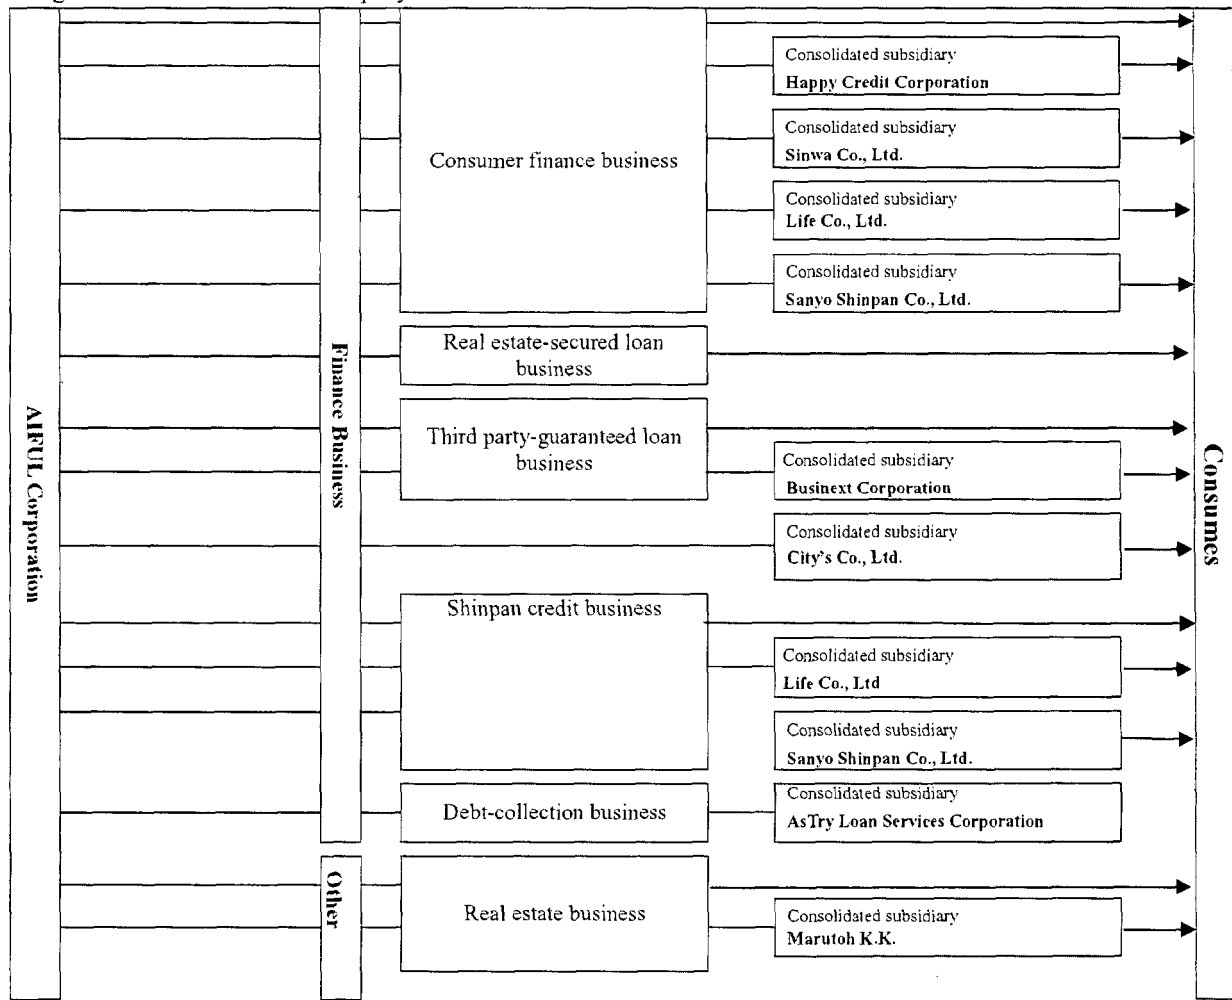 AIFUL Corporation
Finance Business
Other
Consumer finance business
Consolidated subsidiary
Happy Credit Corporation
Consolidated subsidiary
Sinwa Co., Ltd.
Consolidated subsidiary
Life Co., Ltd.
Consolidated subsidiary
Sanyo Shinpan Co., Ltd.
Real estate-secured loan
business
Third party-guaranteed loan
business
Consolidated subsidiary
Businext Corporation
Consolidated subsidiary
City's Co., Ltd.
Shinpan credit business
Consolidated subsidiary
Life Co., Ltd
Consolidated subsidiary
Sanyo Shinpan Co., Ltd.
Debt-collection business
Consolidated subsidiary
AsTry Loan Services Corporation
Real estate business
Consolidated subsidiary
Marutoh K.K.
Consumes